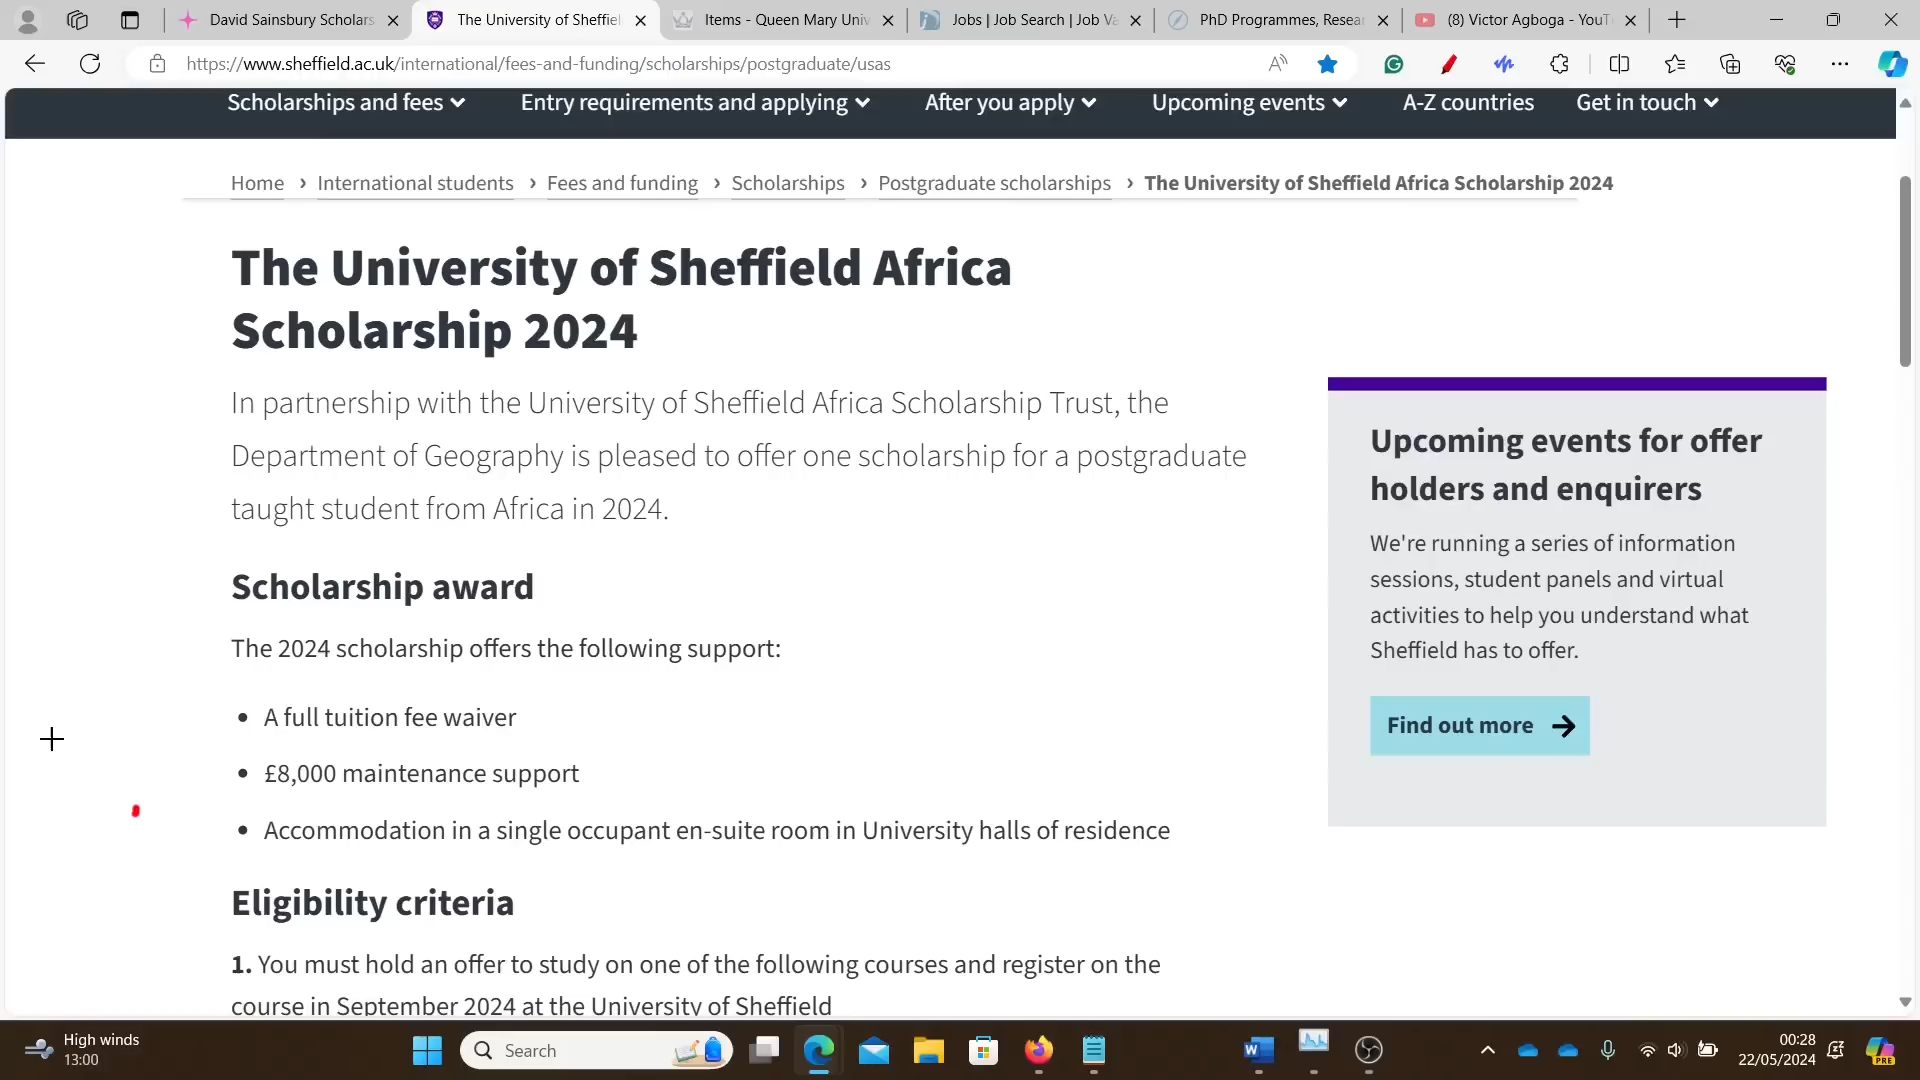 David Sainsbury Scholars
The University of Sheffiel
Items - Queen Mary Univ
Jobs | Job Search | Job Va
PhD Programmes, Resear
(8) Victor Agboga - YouT
https://www.sheffield.ac.uk/international/fees-and-funding/scholarships/postgraduate/usas
Scholarships and fees
Entry requirements and applying
After you apply
Upcoming events
A-Z countries
Get in touch
Home › International students › Fees and funding › Scholarships › Postgraduate scholarships › The University of Sheffield Africa Scholarship 2024
The University of Sheffield Africa
Scholarship 2024
In partnership with the University of Sheffield Africa Scholarship Trust, the
Department of Geography is pleased to offer one scholarship for a postgraduate
taught student from Africa in 2024.
Scholarship award
The 2024 scholarship offers the following support:
• A full tuition fee waiver
• £8,000 maintenance support
• Accommodation in a single occupant en-suite room in University halls of residence
Eligibility criteria
1. You must hold an offer to study on one of the following courses and register on the
course in September 2024 at the University of Sheffield
Upcoming events for offer
holders and enquirers
We're running a series of information
sessions, student panels and virtual
activities to help you understand what
Sheffield has to offer.
Find out more
High winds
13:00
Search
00:28
22/05/2024
PRE